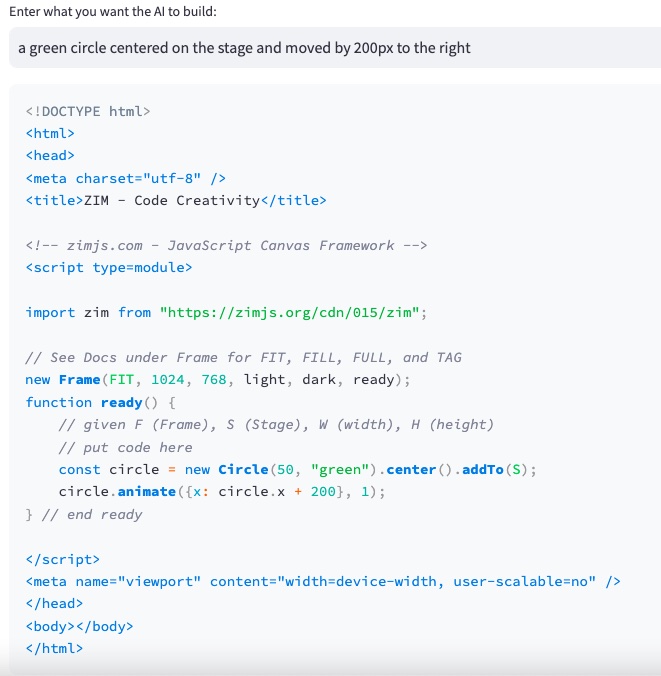 Enter what you want the AI to build:
a green circle centered on the stage and moved by 200px to the right
<!DOCTYPE html>
<html>
<head>
<meta charset="utf-8" />
<title>ZIM - Code Creativity</title>
<!-- zimjs.com - JavaScript Canvas Framework -->
<script type=module>
import zim from "https://zimjs.org/cdn/015/zim";
// See Docs under Frame for FIT, FILL, FULL, and TAG
new Frame(FIT, 1024, 768, light, dark, ready);
function ready() {
    // given F (Frame), S (Stage), W (width), H (height)
    // put code here
    const circle = new Circle(50, "green").center().addTo(S);
    circle.animate({x: circle.x + 200}, 1);
} // end ready
</script>
<meta name="viewport" content="width=device-width, user-scalable=no" />
</head>
<body></body>
</html>